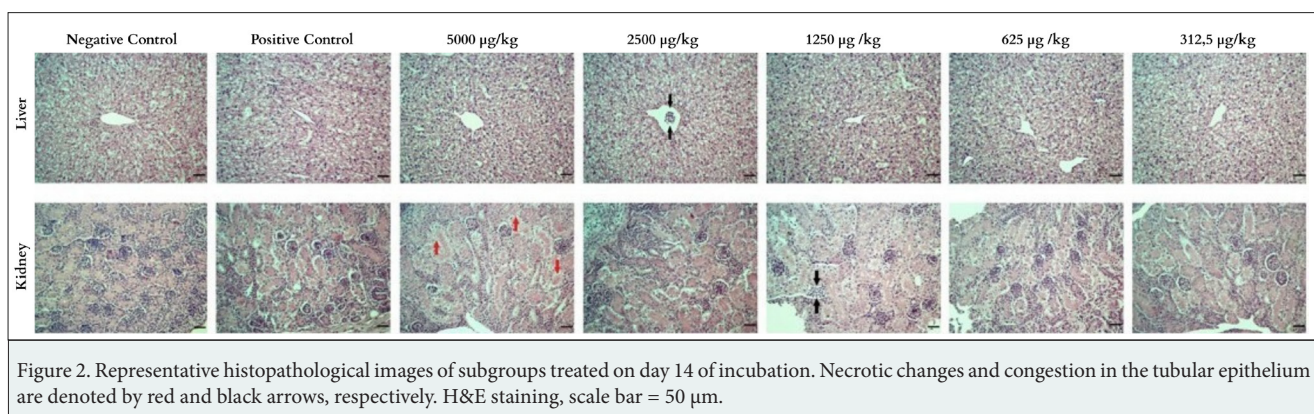 Negative Control Positive Control 5000 µg/kg 2500 µg/kg 1250 µg /kg 625 µg /kg 312,5 µg/kg
Liver
Kidney
Figure 2. Representative histopathological images of subgroups treated on day 14 of incubation. Necrotic changes and congestion in the tubular epithelium
are denoted by red and black arrows, respectively. H&E staining, scale bar = 50 µm.